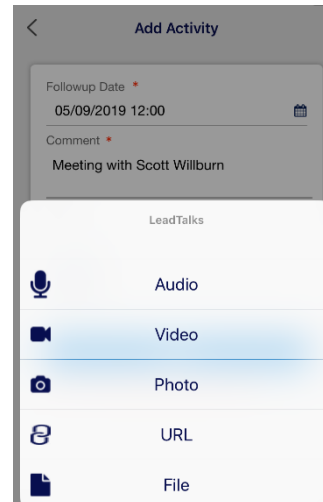 Add Activity
Followup Date *
05/09/2019 12:00
Comment *
Meeting with Scott Willburn
LeadTalks
Audio
Video
Photo
URL
File